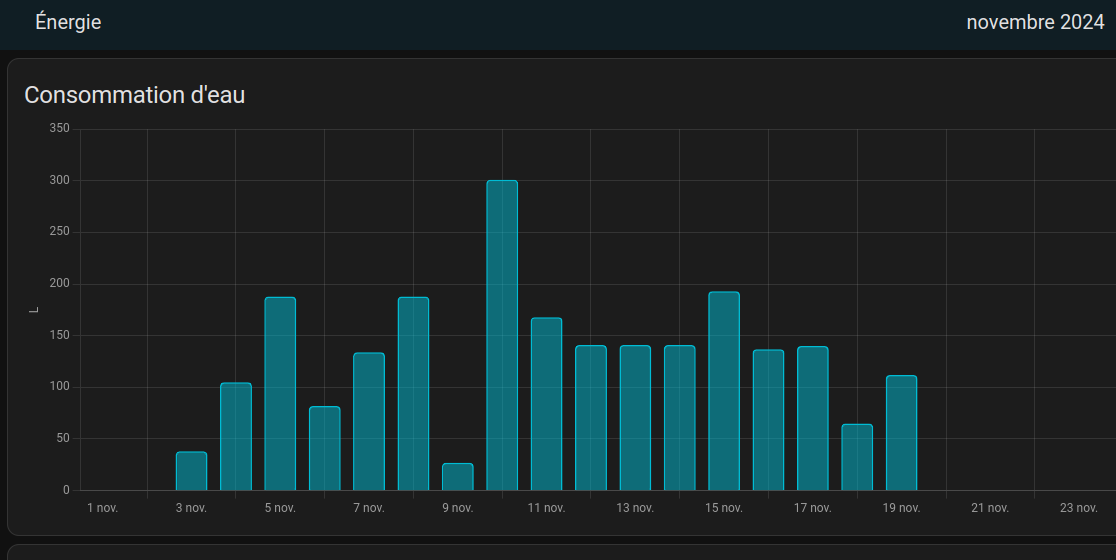 Énergie
novembre 2024
Consommation d'eau
350
300
250
200
150
100
50
0
L
1 nov.
3 nov.
5 nov.
7 nov.
9 nov.
11 nov.
13 nov.
15 nov.
17 nov.
19 nov.
21 nov.
23 nov.